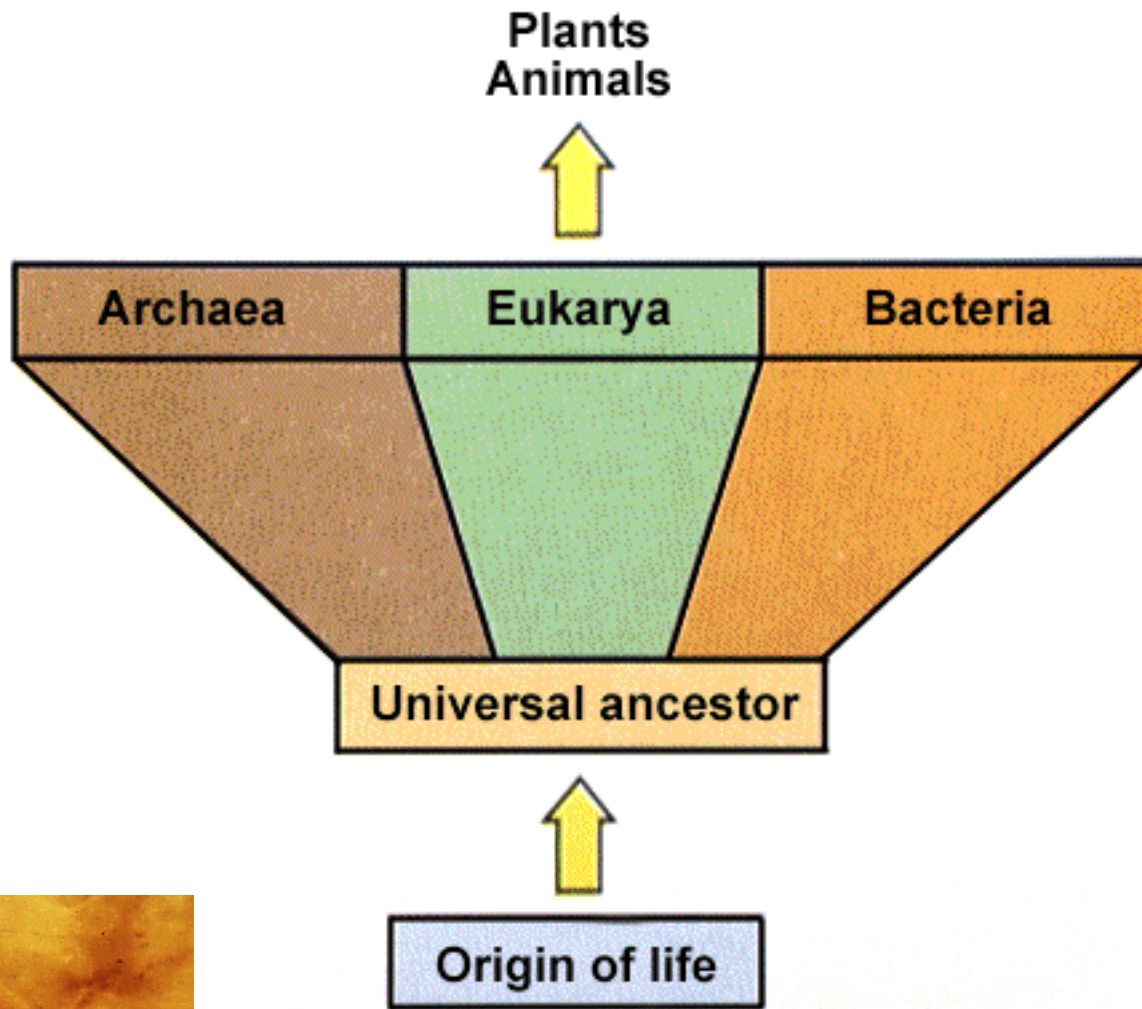 Plants
Animals
Archaea
Eukarya
Bacteria
Universal ancestor
Origin of life